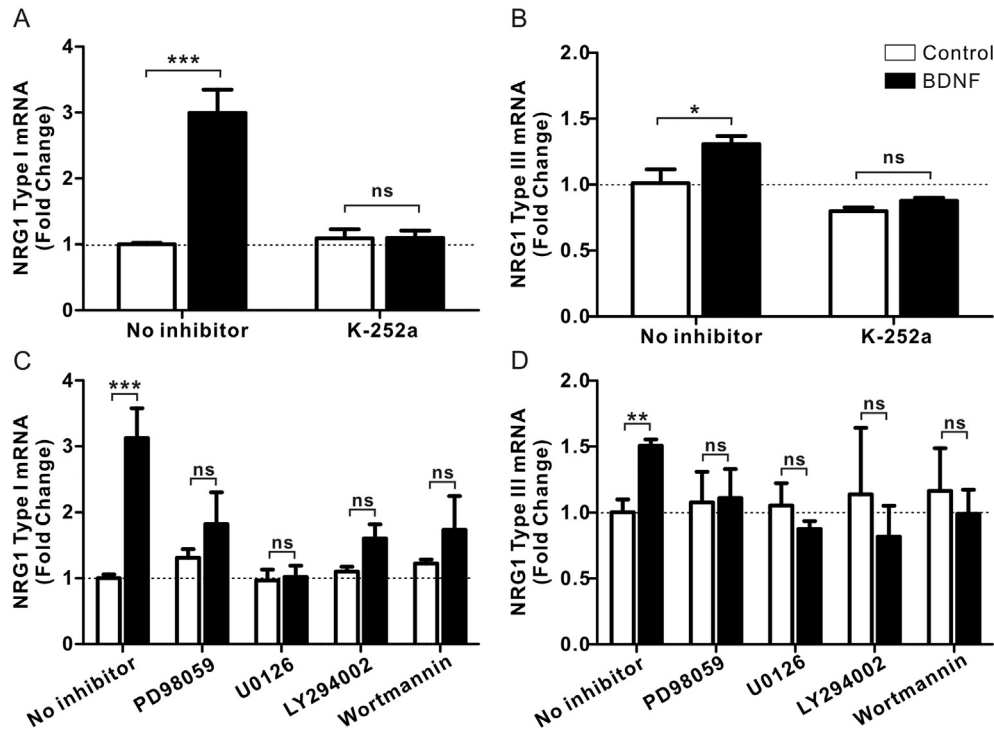 A
NRG1 Type I mRNA
(Fold Change)
4
3
2
1
0
***
ns
No inhibitor
K-252a
B
NRG1 Type III mRNA
(Fold Change)
2.0
1.5
1.0
0.5
0.0
*
ns
No inhibitor
K-252a
Control
BDNF
C
NRG1 Type I mRNA
(Fold Change)
4
3
2
1
0
***
ns
ns
ns
ns
No inhibitor
PD98059
U0126
LY294002
Wortmannin
D
NRG1 Type III mRNA
(Fold Change)
2.0
1.5
1.0
0.5
0.0
**
ns
ns
ns
ns
No inhibitor
PD98059
U0126
LY294002
Wortmannin